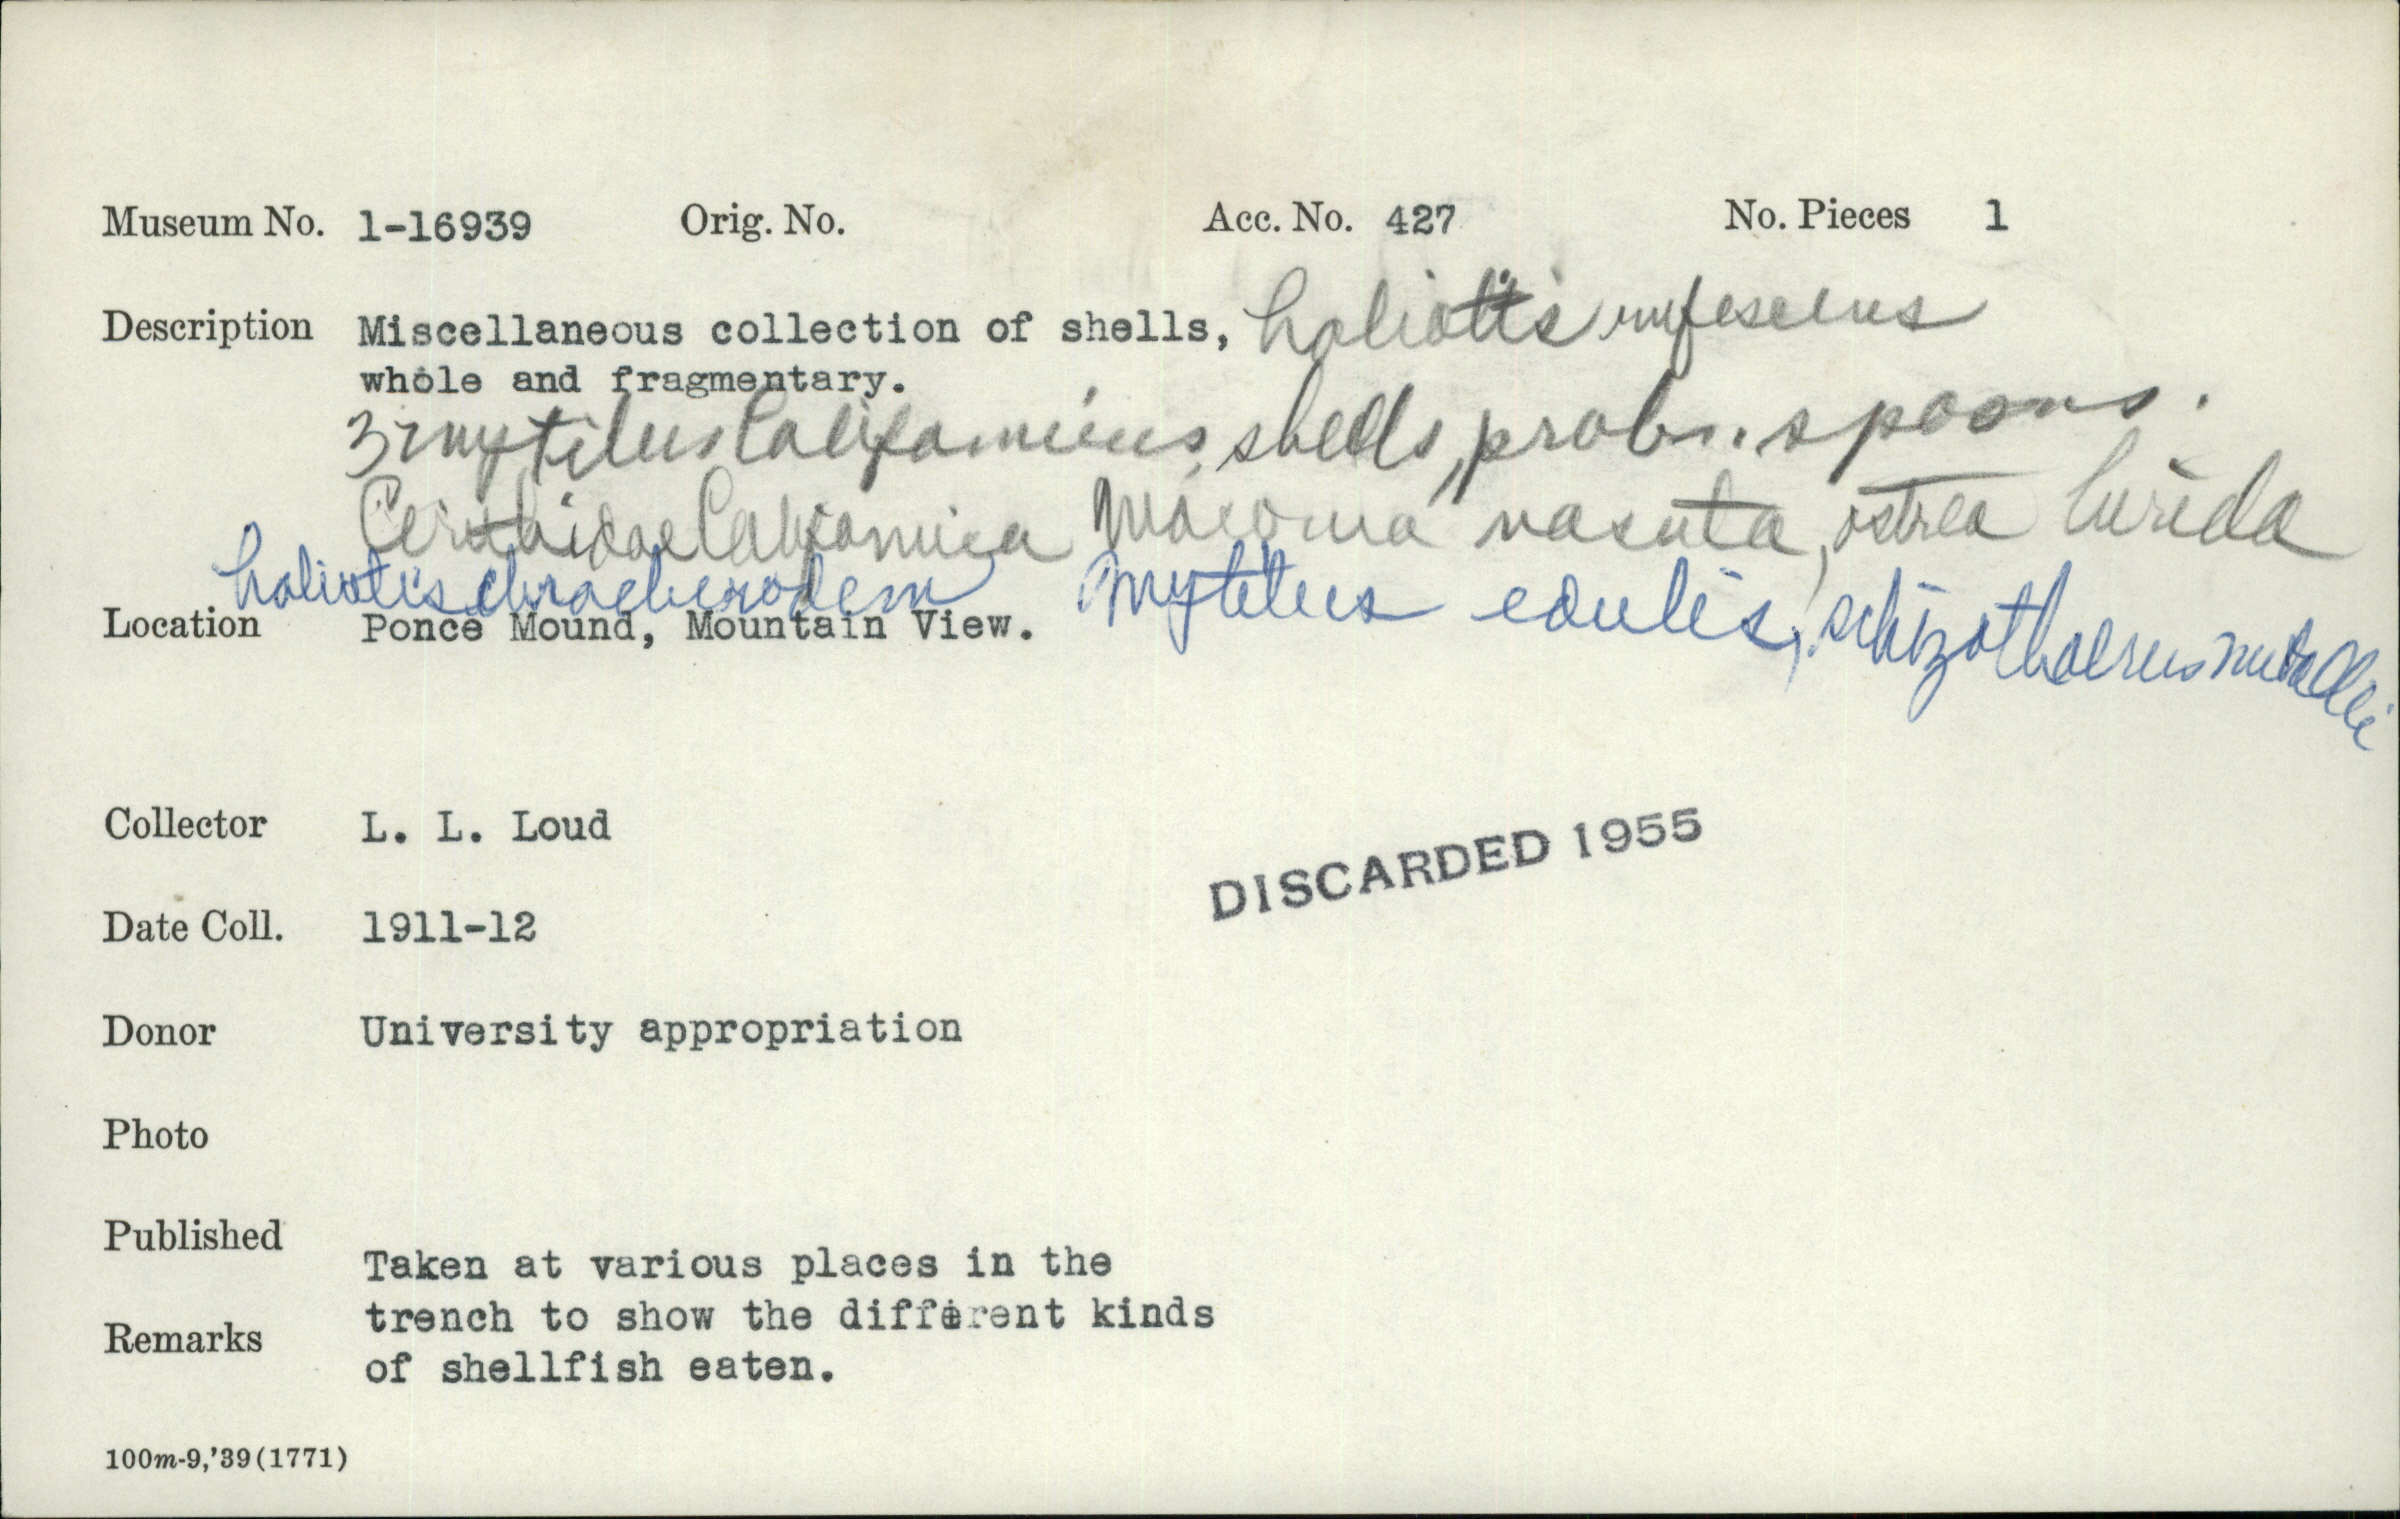 Museum No. 1-16939 Orig. No. Acc. No. 427 No. Pieces 1
Description Miscellaneous collection of shells, haliotis rufescens
whole and fragmentary.
3 mytilus Californicus, shells, prob. spoons.
Cerithidae Californica Macoma nasuta, ostrea lurida
haliotis mytilus edulis, schizothaerus nuttalli
Location Ponce Mound, Mountain View.
Collector L. L. Loud
DISCARDED 1955
Date Coll. 1911-12
Donor University appropriation
Photo
Published
Taken at various places in the
trench to show the different kinds
Remarks
of shellfish eaten.
100m-9,'39(1771)